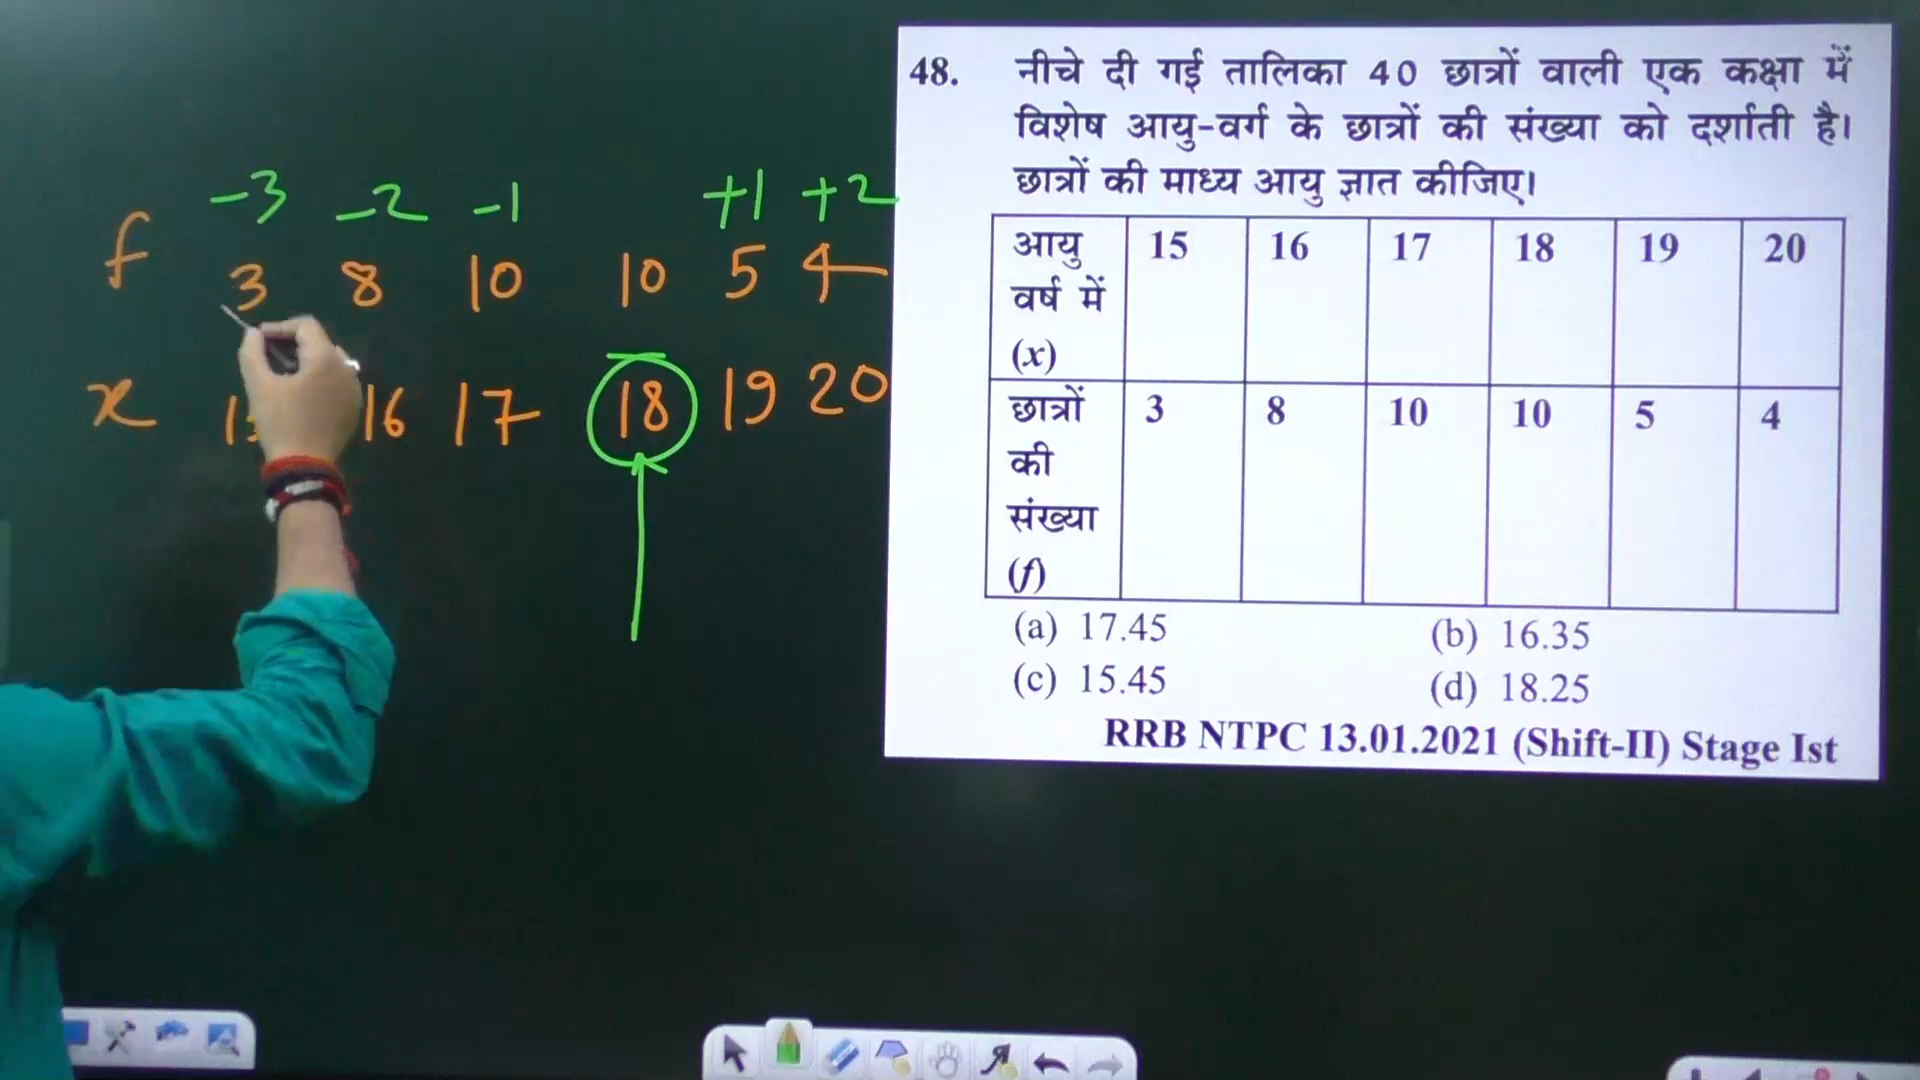 -3 -2 -1 +1 +2
f 3 8 10 10 5 4
x 16 17 18 19 20
48. नीचे दी गई तालिका 40 छात्रों वाली एक कक्षा में
विशेष आयु-वर्ग के छात्रों की संख्या को दर्शाती है।
छात्रों की माध्य आयु ज्ञात कीजिए।
आयु वर्ष में (x) 15 16 17 18 19 20
छात्रों की संख्या (f) 3 8 10 10 5 4
(a) 17.45 (b) 16.35
(c) 15.45 (d) 18.25
RRB NTPC 13.01.2021 (Shift-II) Stage Ist